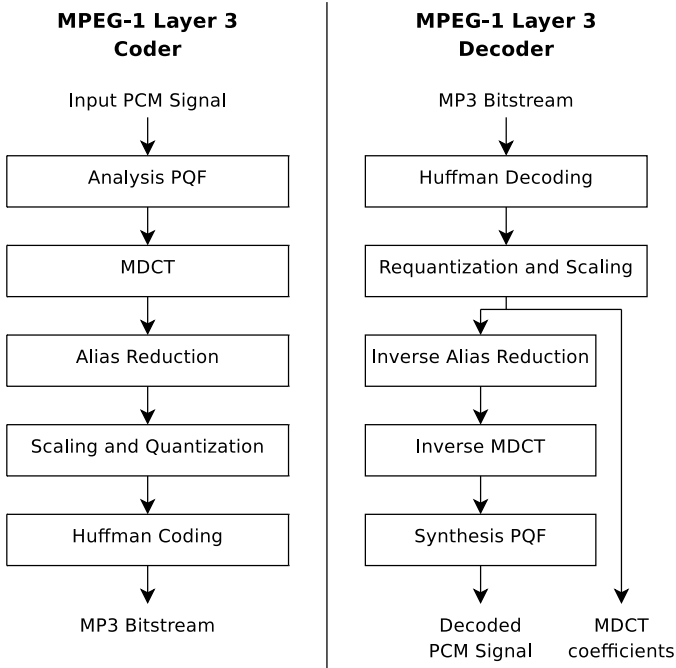 MPEG-1 Layer 3
Coder
Input PCM Signal
Analysis PQF
MDCT
Alias Reduction
Scaling and Quantization
Huffman Coding
MP3 Bitstream
MPEG-1 Layer 3
Decoder
MP3 Bitstream
Huffman Decoding
Requantization and Scaling
Inverse Alias Reduction
Inverse MDCT
Synthesis PQF
Decoded
PCM Signal
MDCT
coefficients